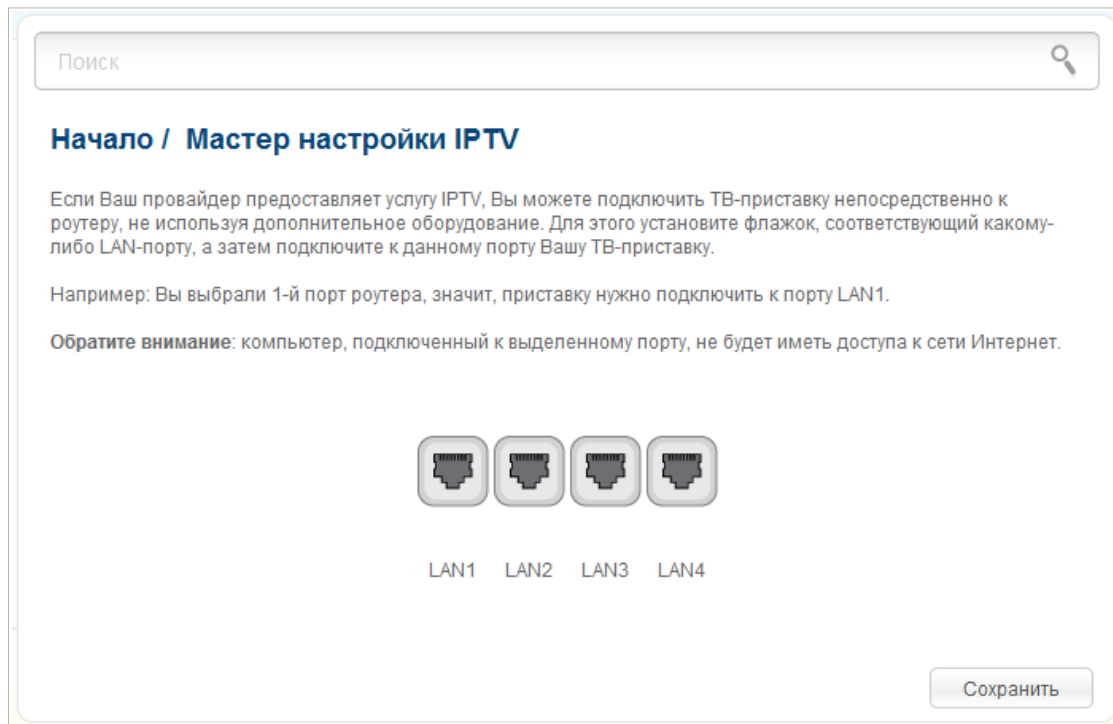 Поиск
Начало / Мастер настройки IPTV
Если Ваш провайдер предоставляет услугу IPTV, Вы можете подключить ТВ-приставку непосредственно к
роутеру, не используя дополнительное оборудование. Для этого установите флажок, соответствующий какому-
либо LAN-порту, а затем подключите к данному порту Вашу ТВ-приставку.
Например: Вы выбрали 1-й порт роутера, значит, приставку нужно подключить к порту LAN1.
Обратите внимание: компьютер, подключенный к выделенному порту, не будет иметь доступа к сети Интернет.
LAN1 LAN2 LAN3 LAN4
Сохранить